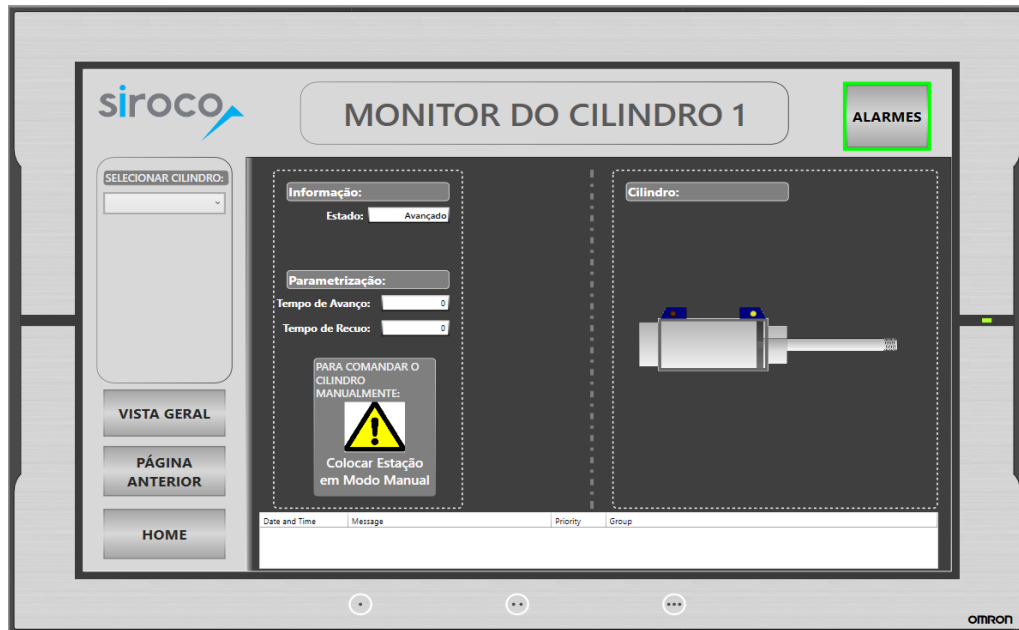 siroco
MONITOR DO CILINDRO 1
ALARMES
SELECIONAR CILINDRO:
VISTA GERAL
PÁGINA
ANTERIOR
HOME
Informação:
Estado: Avançado
Parametrização:
Tempo de Avanço: 0
Tempo de Recuo: 0
PARA COMANDAR O
CILINDRO
MANUALMENTE:
Colocar Estação
em Modo Manual
Cilindro:
Date and Time Message Priority Group
OMRON